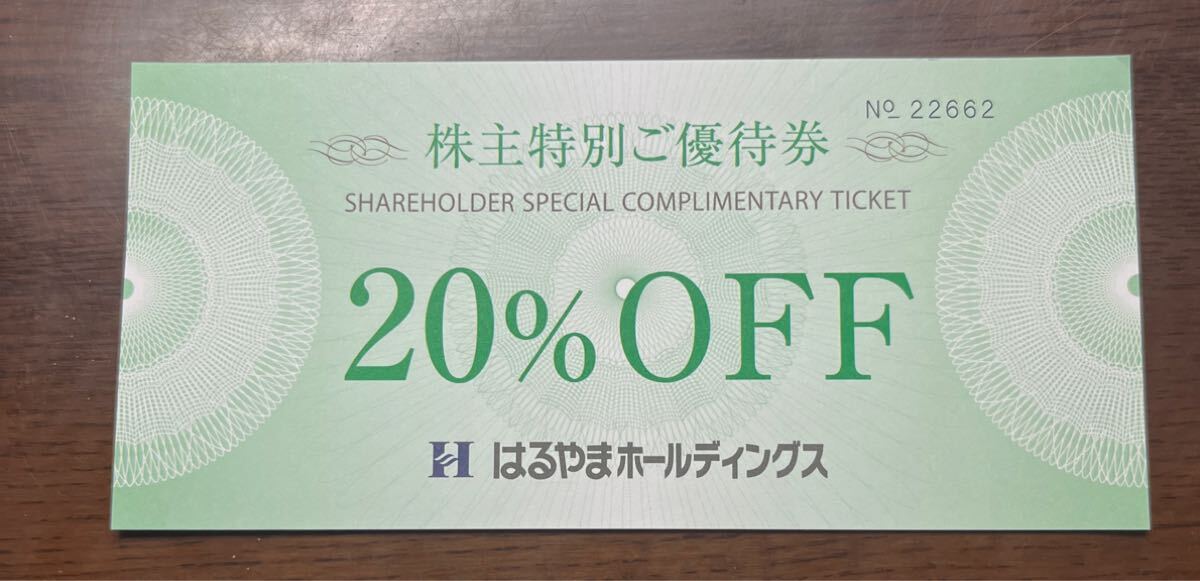 Nº 22662
株主特別ご優待券
SHAREHOLDER SPECIAL COMPLIMENTARY TICKET
20% OFF
はるやまホールディングス